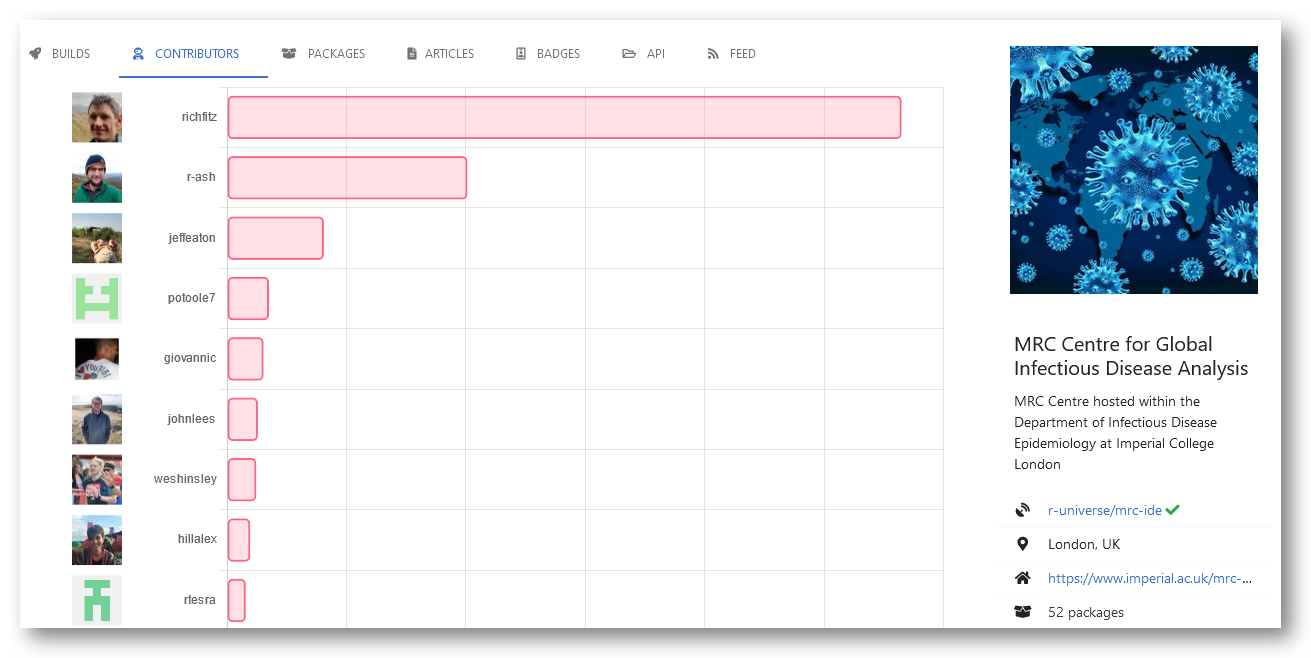 BUILDS CONTRIBUTORS PACKAGES ARTICLES BADGES API FEED
richfitz
r-ash
jeffeaton
potoole7
giovannic
johnlees
weshinsley
hillalex
rtesra
MRC Centre for Global
Infectious Disease Analysis
MRC Centre hosted within the
Department of Infectious Disease
Epidemiology at Imperial College
London
r-universe/mrc-ide
London, UK
https://www.imperial.ac.uk/mrc-...
52 packages